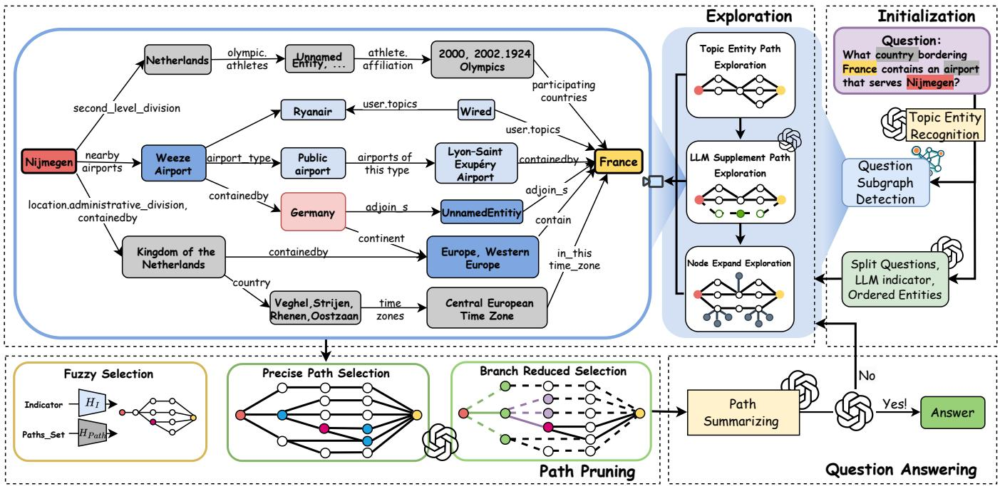 Exploration
Initialization
Question:
What country bordering
France contains an airport
that serves Nijmegen?
Topic Entity
Recognition
Question
Subgraph
Detection
Split Questions,
LLM indicator,
Ordered Entities
Topic Entity Path
Exploration
LLM Supplement Path
Exploration
Node Expand Exploration
Netherlands
olympic.
athletes
Unnamed
Entity, ...
athlete.
affiliation
2000, 2002.1924
Olympics
participating
countries
second_level_division
Ryanair
user.topics
Wired
user.topics
Nijmegen
nearby
airports
Weeze
Airport
airport_type
Public
airport
airports of
this type
Lyon-Saint
Exupéry
Airport
containedby
France
containedby
Germany
adjoin_s
UnnamedEntitiy
adjoin_s
location.administrative_division,
containedby
continent
contain
Kingdom of the
Netherlands
containedby
Europe, Western
Europe
in_this
time_zone
country
Veghel,Strijen,
Rhenen,Oostzaan
time
zones
Central European
Time Zone
Fuzzy Selection
Indicator
H_I
Paths_Set
H_Path
Precise Path Selection
Branch Reduced Selection
Path Pruning
Path
Summarizing
No
Yes!
Answer
Question Answering